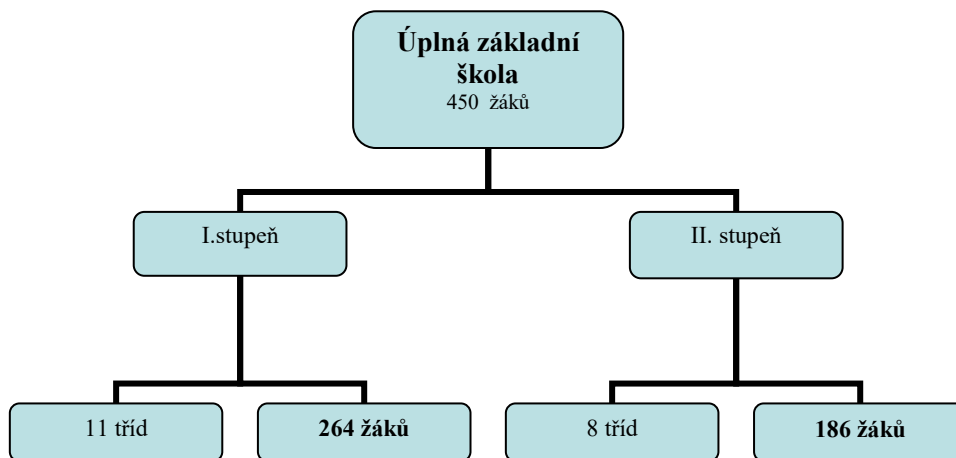 Úplná základní
škola
450 žáků
I.stupeň
II. stupeň
11 tříd
264 žáků
8 tříd
186 žáků